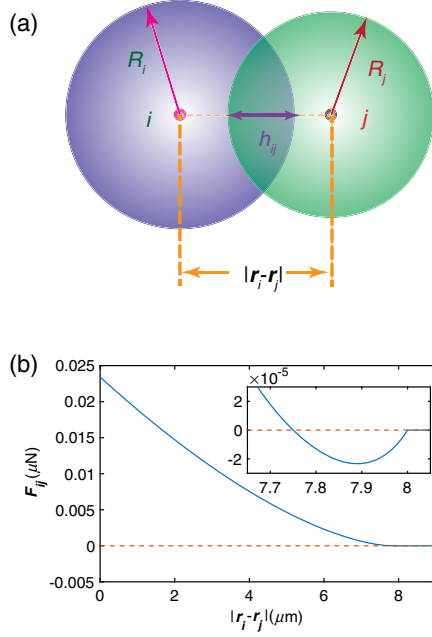 (a)
R_i
R_j
i
j
h_ij
|r_i-r_j|
(b)
0.025
0.02
0.015
0.01
0.005
0
-0.005
F_ij(μN)
0
2
4
6
8
|r_i-r_j|(μm)
×10^-5
2
0
-2
7.7
7.8
7.9
8